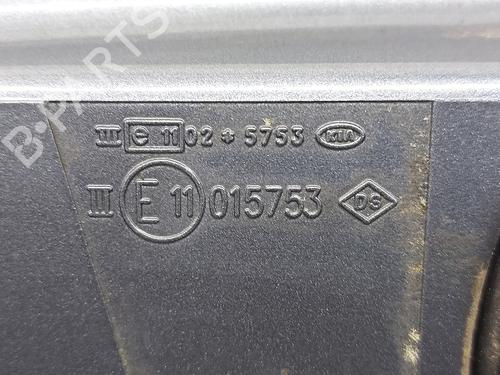 B-PARTS
III e 11 02 * 5753 KIA
III E 11 015753 DS